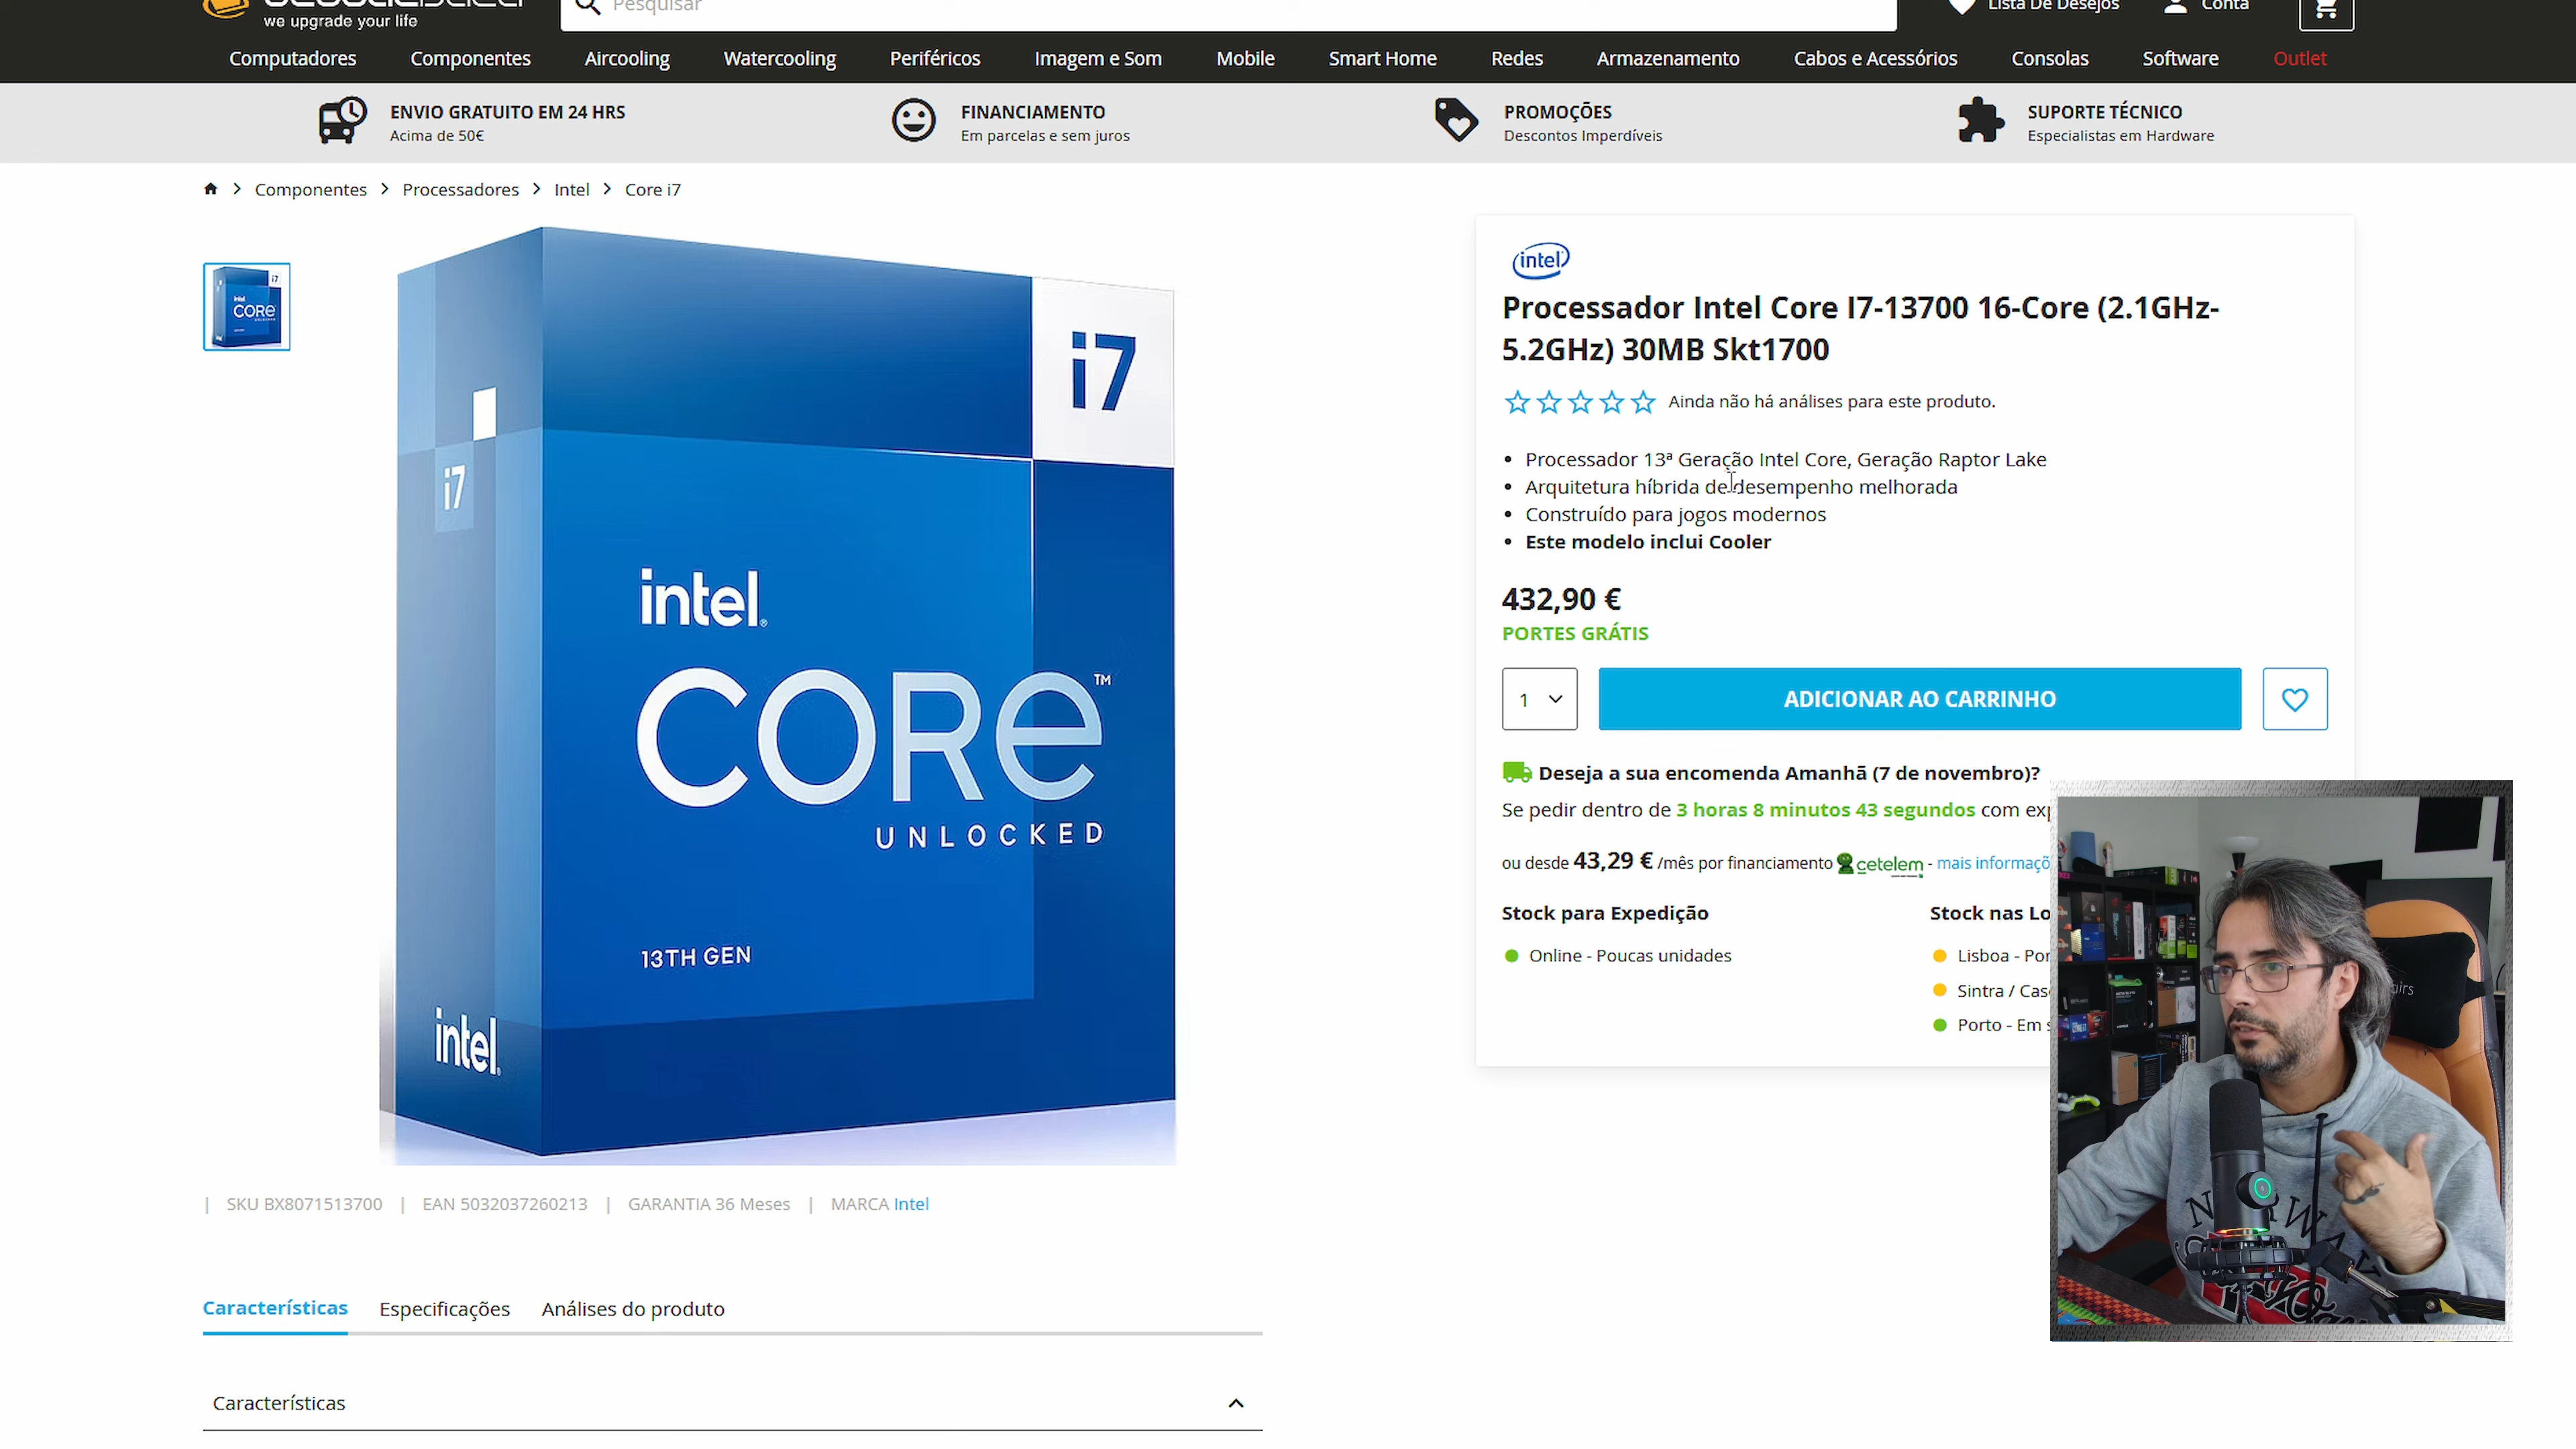 we upgrade your life
Pesquisar
Lista De Desejos
Conta
Computadores Componentes Aircooling Watercooling Periféricos Imagem e Som Mobile Smart Home Redes Armazenamento Cabos e Acessórios Consolas Software Outlet
ENVIO GRATUITO EM 24 HRS
Acima de 50€
FINANCIAMENTO
Em parcelas e sem juros
PROMOÇÕES
Descontos Imperdíveis
SUPORTE TÉCNICO
Especialistas em Hardware
Componentes > Processadores > Intel > Core i7
i7
intel
CORE
i7
i7
intel
CORE™
UNLOCKED
13TH GEN
intel
intel
Processador Intel Core I7-13700 16-Core (2.1GHz-
5.2GHz) 30MB Skt1700
Ainda não há análises para este produto.
• Processador 13ª Geração Intel Core, Geração Raptor Lake
• Arquitetura híbrida de desempenho melhorada
• Construído para jogos modernos
• Este modelo inclui Cooler
432,90 €
PORTES GRÁTIS
1
ADICIONAR AO CARRINHO
Deseja a sua encomenda Amanhã (7 de novembro)?
Se pedir dentro de 3 horas 8 minutos 43 segundos com exp
ou desde 43,29 € /mês por financiamento cetelem - mais informaçõ
Stock para Expedição
Online - Poucas unidades
Stock nas Lo
Lisboa - Por
Sintra / Cas
Porto - Em s
| SKU BX8071513700 | EAN 5032037260213 | GARANTIA 36 Meses | MARCA Intel
Características Especificações Análises do produto
Características